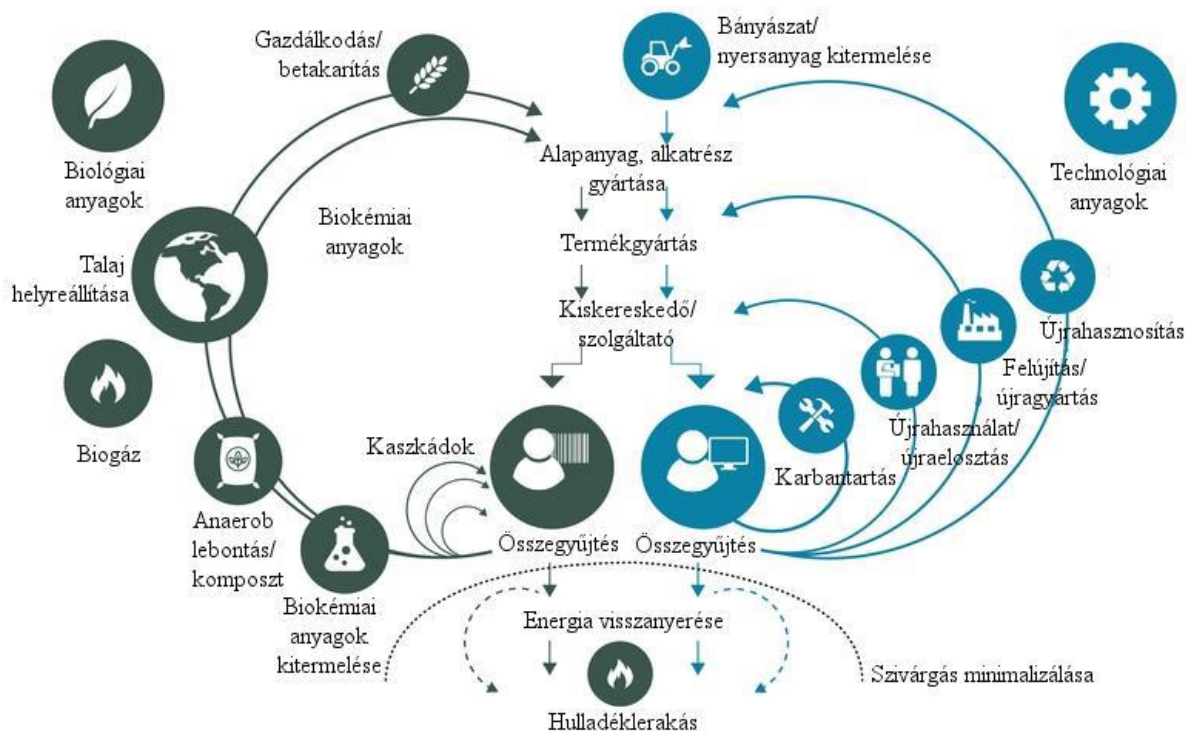 Gazdálkodás/
betakarítás
Bányászat/
nyersanyag kitermelése
Biológiai
anyagok
Alapanyag, alkatrész
gyártása
Technológiai
anyagok
Biokémiai
anyagok
Termékgyártás
Talaj
helyreállítása
Kiskereskedő/
szolgáltató
Újrahasznosítás
Felújítás/
újragyártás
Biogáz
Kaszkádok
Újrahasználat/
újraelosztás
Karbantartás
Anaerob
lebontás/
komposzt
Összegyűjtés
Összegyűjtés
Biokémiai
anyagok
kitermelése
Energia visszanyerése
Szivárgás minimalizálása
Hulladéklerakás